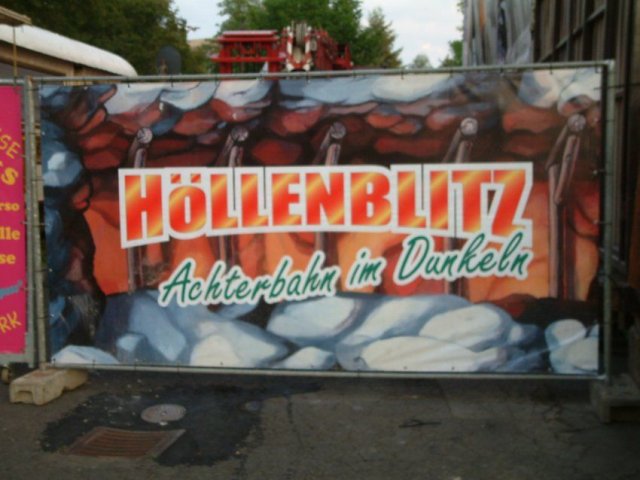 HÖLLENBLITZ
Achterbahn im Dunkeln